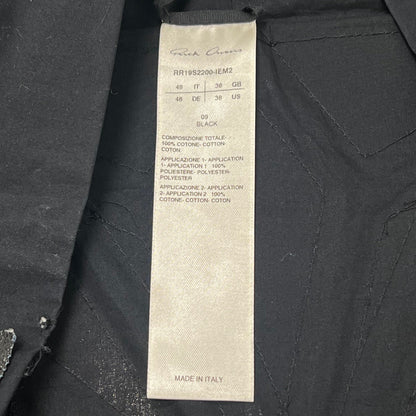 Rick Owens
RR19S2200-IEM2
48 IT 38 GB
48 DE 38 US
09
BLACK
COMPOSIZIONE TOTALE-
100% COTONE- COTTON-
COTON
APPLICAZIONE 1- APPLICATION
1- APPLICATION 1 100%
POLIESTERE- POLYESTER-
POLYESTER
APPLICAZIONE 2- APPLICATION
2- APPLICATION 2 100%
COTONE- COTTON- COTON
MADE IN ITALY